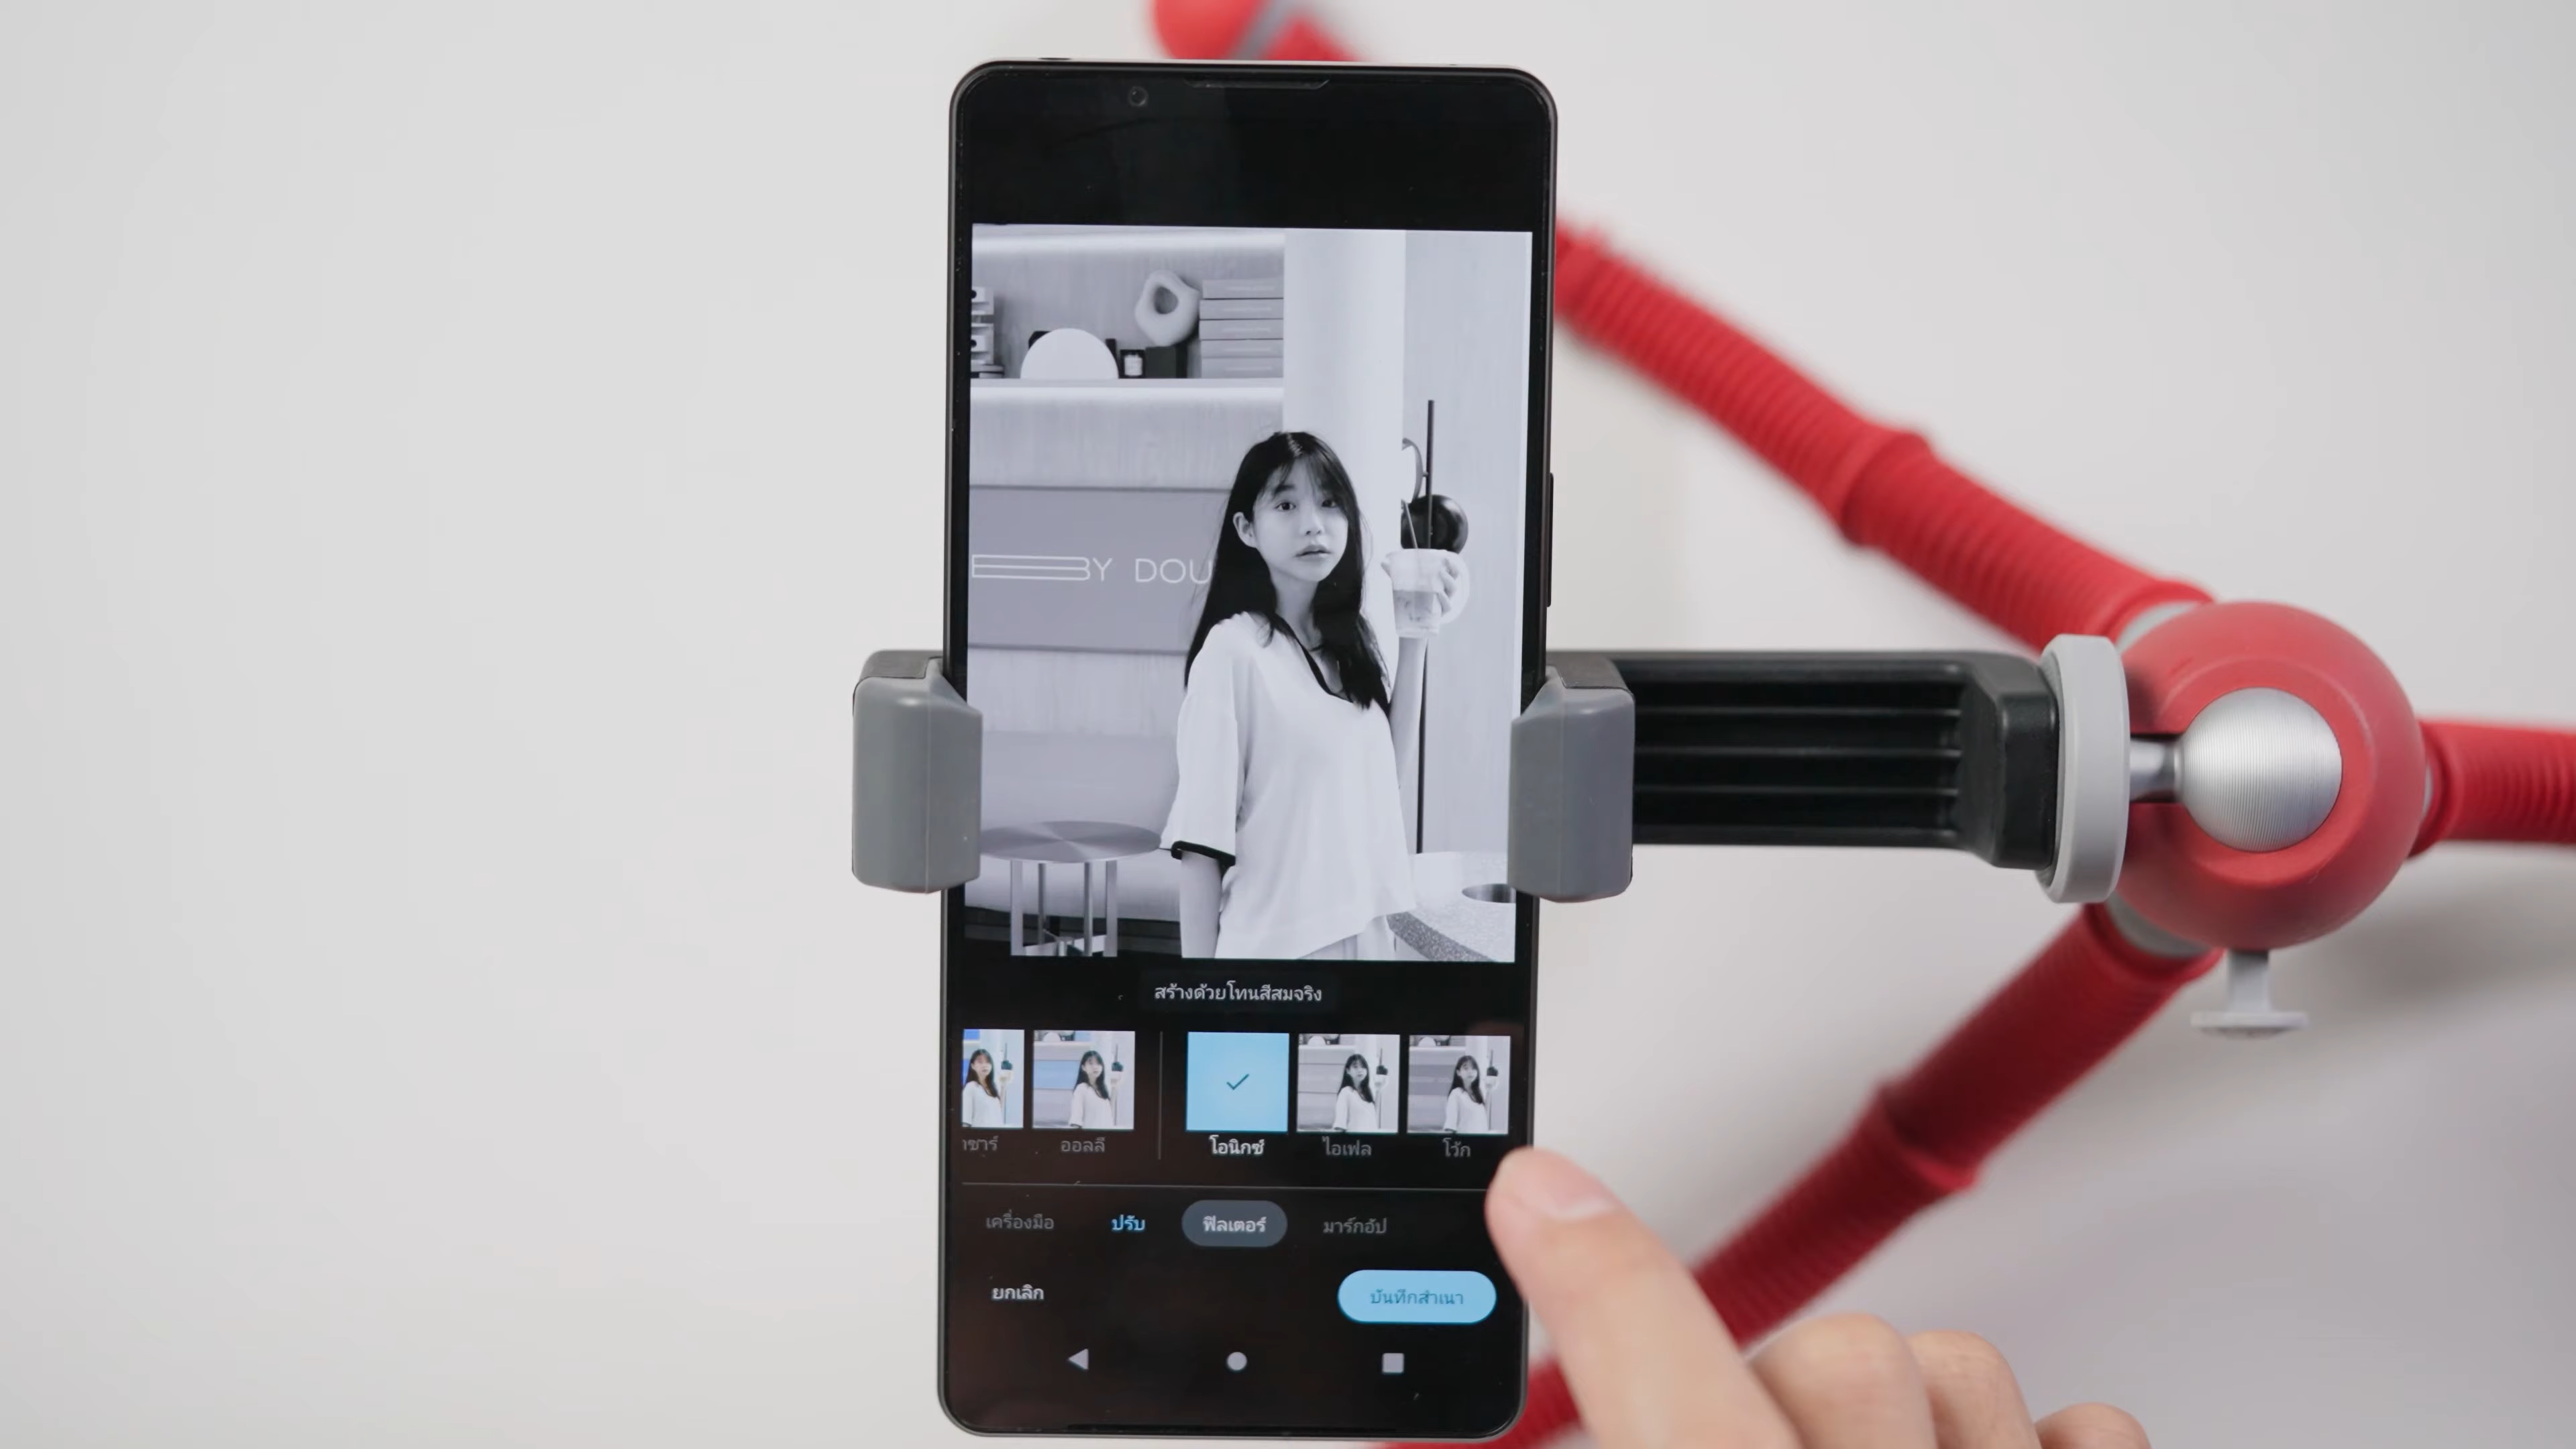 BY DOU
สร้างด้วยโทนสีสมจริง
าซาร์ ออลลี โอนิกซ์ ไอเฟล โว้ก
เครื่องมือ ปรับ ฟิลเตอร์ มาร์กอัป
ยกเลิก บันทึกสำเนา